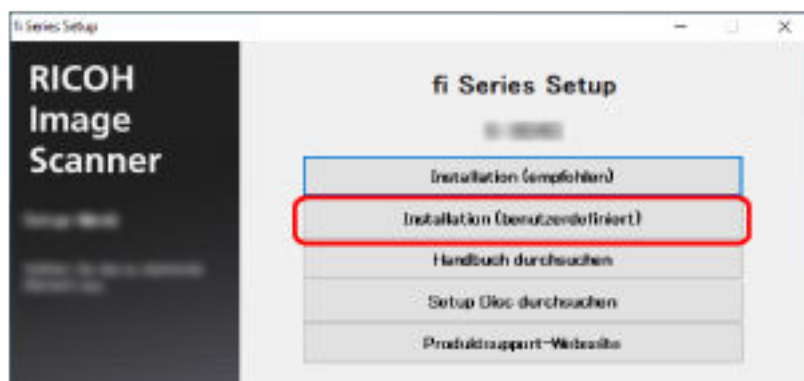 fi Series Setup
RICOH
Image
Scanner
fi Series Setup
Installation (empfohlen)
Installation (benutzerdefiniert)
Handbuch durchsuchen
Setup Disc durchsuchen
Produktsupport-Webseite